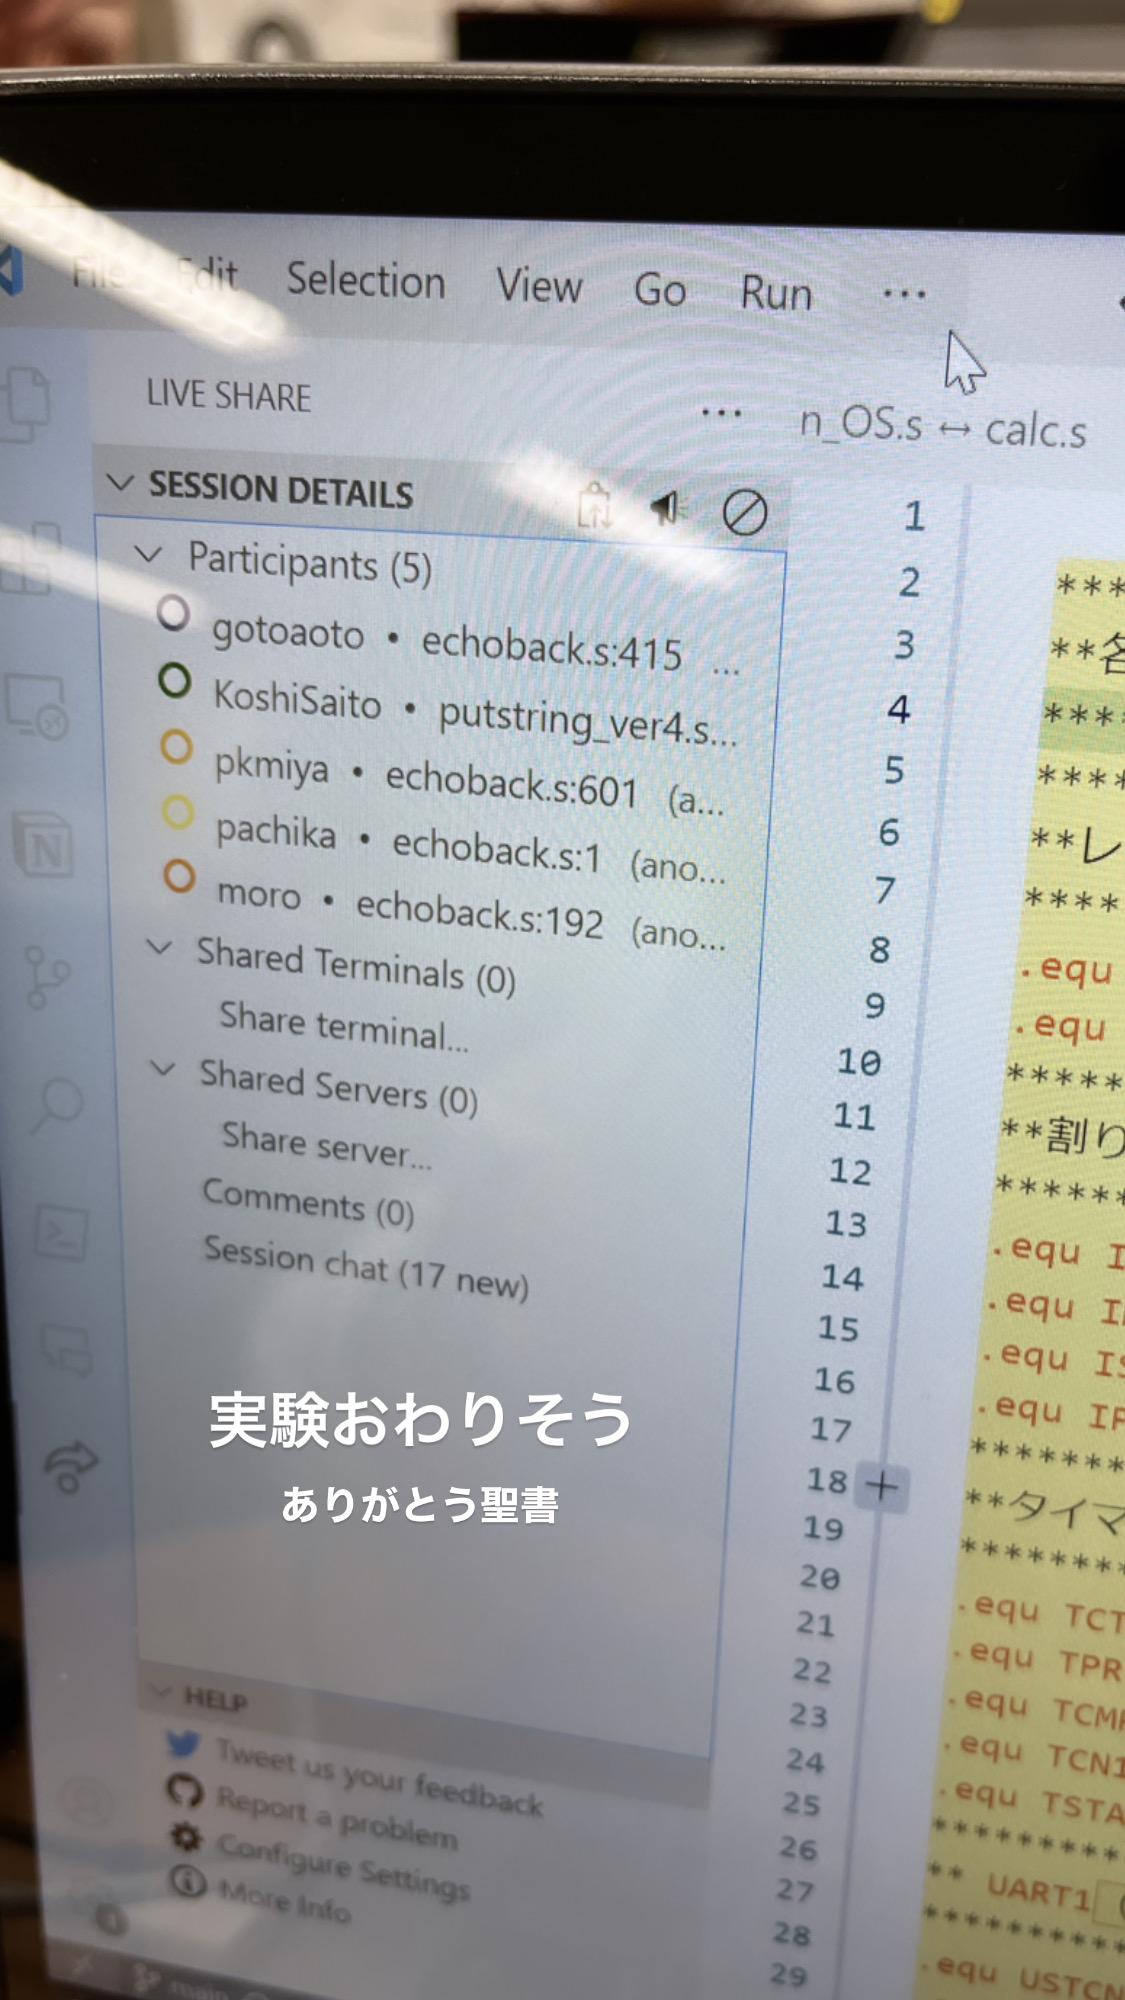 File Edit Selection View Go Run ...
LIVE SHARE ...
n_OS.s ↔ calc.s
SESSION DETAILS
Participants (5)
gotoaoto • echoback.s:415 ...
KoshiSaito • putstring_ver4.s...
pkmiya • echoback.s:601 (a...
pachika • echoback.s:1 (ano...
moro • echoback.s:192 (ano...
Shared Terminals (0)
Share terminal...
Shared Servers (0)
Share server...
Comments (0)
Session chat (17 new)
実験おわりそう
ありがとう聖書
HELP
Tweet us your feedback
Report a problem
Configure Settings
More Info
main
1
2 ***
3 **各
4 ****
5 ****
6 **レ
7 ****
8 .equ
9 .equ
10 *****
11 **割り
12 ******
13 .equ I
14 .equ I
15 .equ IS
16 .equ I
17 *******
18 **タイマ
19 ********
20 .equ TCT
21 .equ TPR
22 .equ TCM
23 .equ TCN1
24 .equ TSTA
25 *********
26 ** UART1 (
27 *********
28 .equ USTCN
29